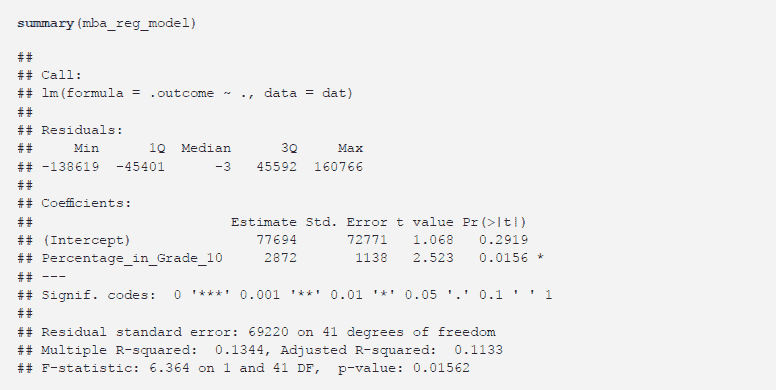 summary(mba_reg_model)
##
## Call:
## lm(formula = .outcome ~ ., data = dat)
##
## Residuals:
##     Min      1Q  Median      3Q     Max
## -138619  -45401      -3   45592  160766
##
## Coefficients:
##                        Estimate Std. Error t value Pr(>|t|)
## (Intercept)               77694      72771   1.068   0.2919
## Percentage_in_Grade_10     2872       1138   2.523   0.0156 *
## ---
## Signif. codes:  0 '***' 0.001 '**' 0.01 '*' 0.05 '.' 0.1 ' ' 1
##
## Residual standard error: 69220 on 41 degrees of freedom
## Multiple R-squared:  0.1344, Adjusted R-squared:  0.1133
## F-statistic: 6.364 on 1 and 41 DF,  p-value: 0.01562